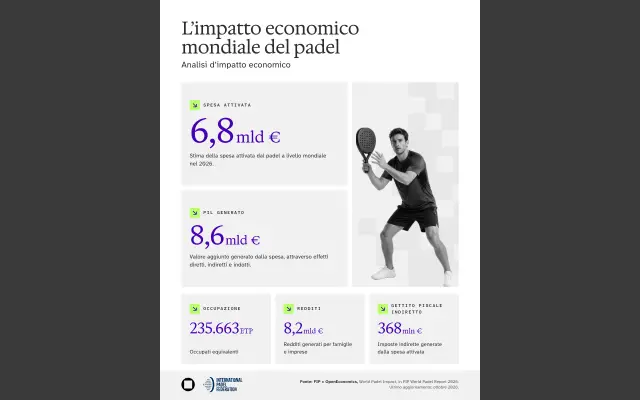 L'impatto economico
mondiale del padel
Analisi d'impatto economico
SPESA ATTIVATA
6,8 mld €
Stima della spesa attivata dal padel a livello mondiale
nel 2026.
PIL GENERATO
8,6 mld €
Valore aggiunto generato dalla spesa, attraverso effetti
diretti, indiretti e indotti.
OCCUPAZIONE
235.663 ETP
Occupati equivalenti
REDDITI
8,2 mld €
Redditi generati per famiglie
e imprese
GETTITO FISCALE
INDIRETTO
368 mln €
Imposte indirette generate
dalla spesa attivata
INTERNATIONAL
PADEL
FEDERATION
Fonte: FIP × OpenEconomics, World Padel Impact, in FIP World Padel Report 2026.
Ultimo aggiornamento: ottobre 2026.